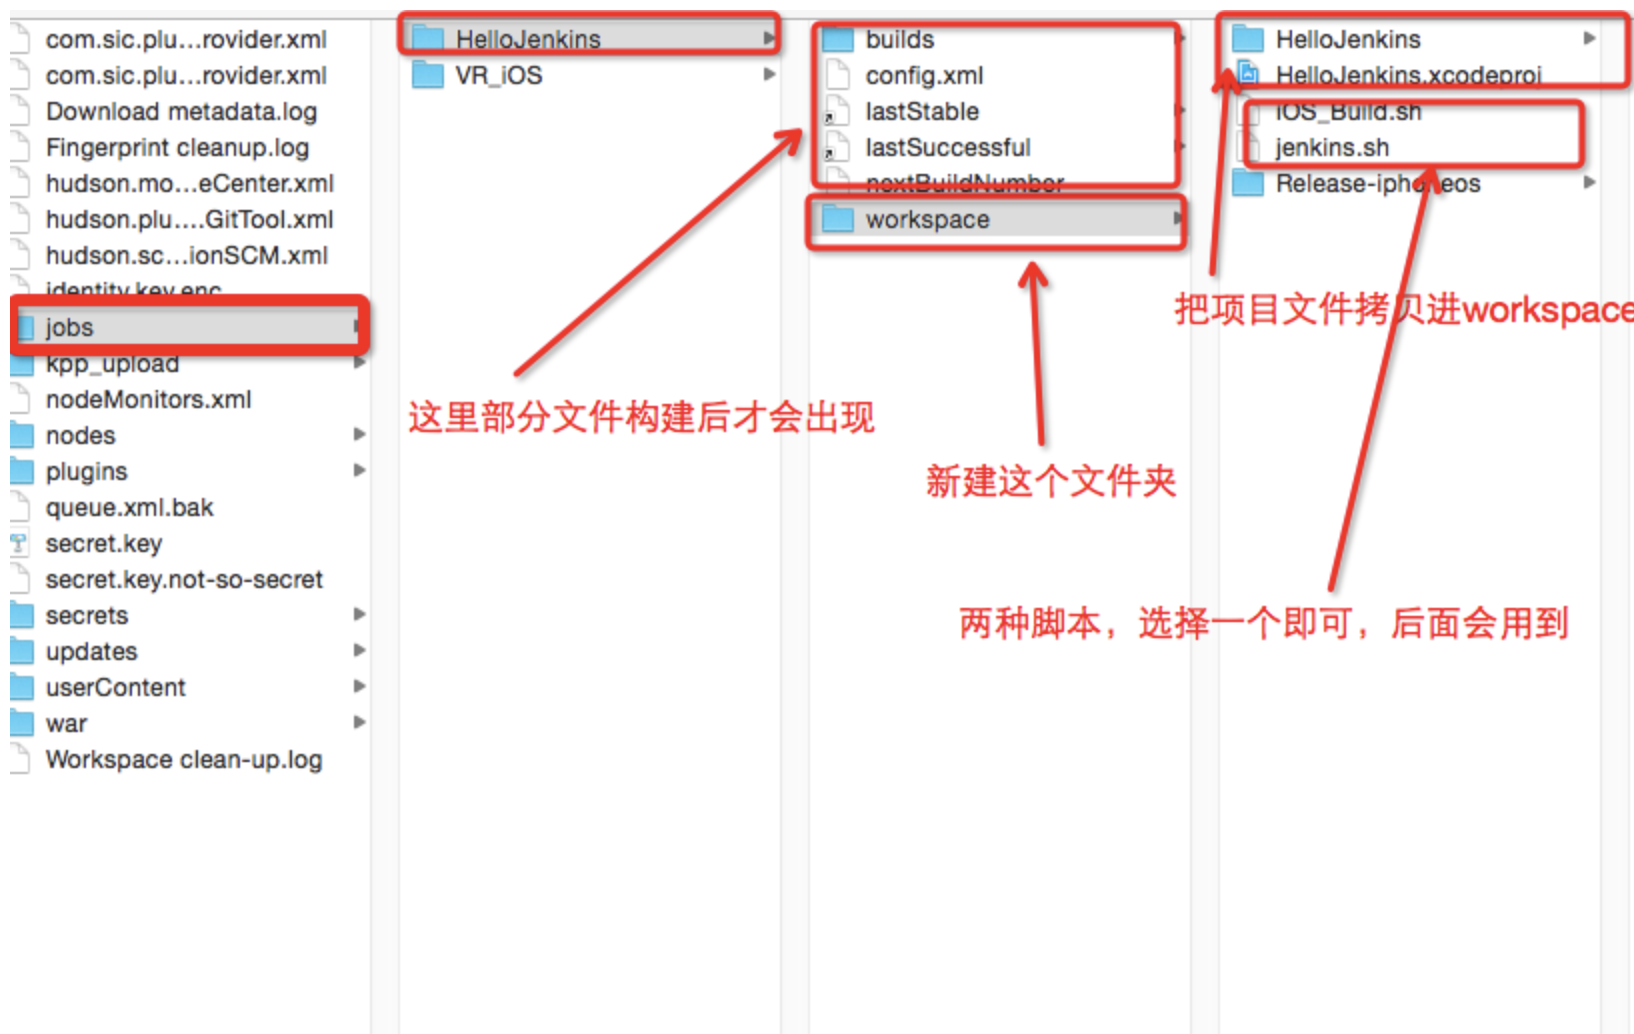 com.sic.plu...rovider.xml
com.sic.plu...rovider.xml
Download metadata.log
Fingerprint cleanup.log
hudson.mo...eCenter.xml
hudson.plu....GitTool.xml
hudson.sc...ionSCM.xml
identity.key.enc
jobs
kpp_upload
nodeMonitors.xml
nodes
plugins
queue.xml.bak
secret.key
secret.key.not-so-secret
secrets
updates
userContent
war
Workspace clean-up.log
HelloJenkins
VR_iOS
这里部分文件构建后才会出现
builds
config.xml
lastStable
lastSuccessful
nextBuildNumber
workspace
新建这个文件夹
HelloJenkins
HelloJenkins.xcodeproj
iOS_Build.sh
jenkins.sh
Release-iphoneos
把项目文件拷贝进workspace
两种脚本，选择一个即可，后面会用到